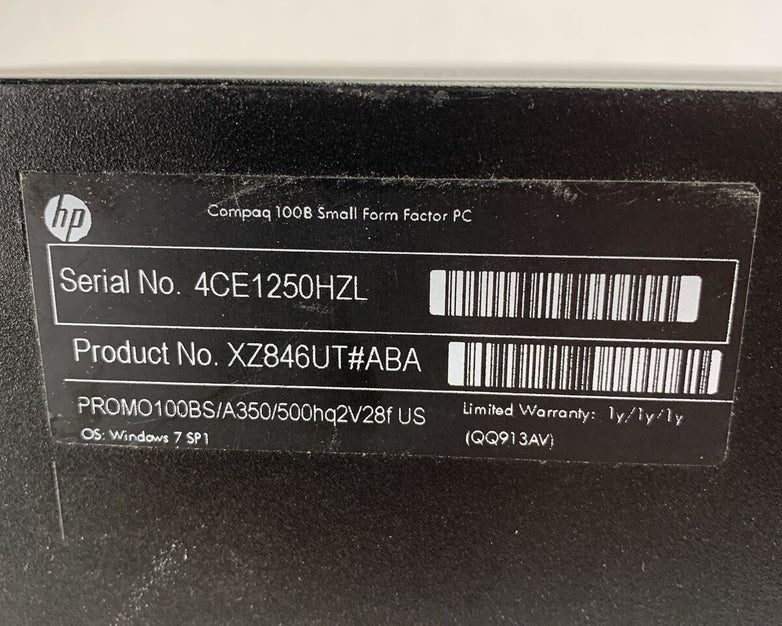 hp
Compaq 100B Small Form Factor PC
Serial No. 4CE1250HZL
Product No. XZ846UT#ABA
PROMO100BS/A350/500hq2V28f US
Limited Warranty: 1y/1y/1y
OS: Windows 7 SP1
(QQ913AV)